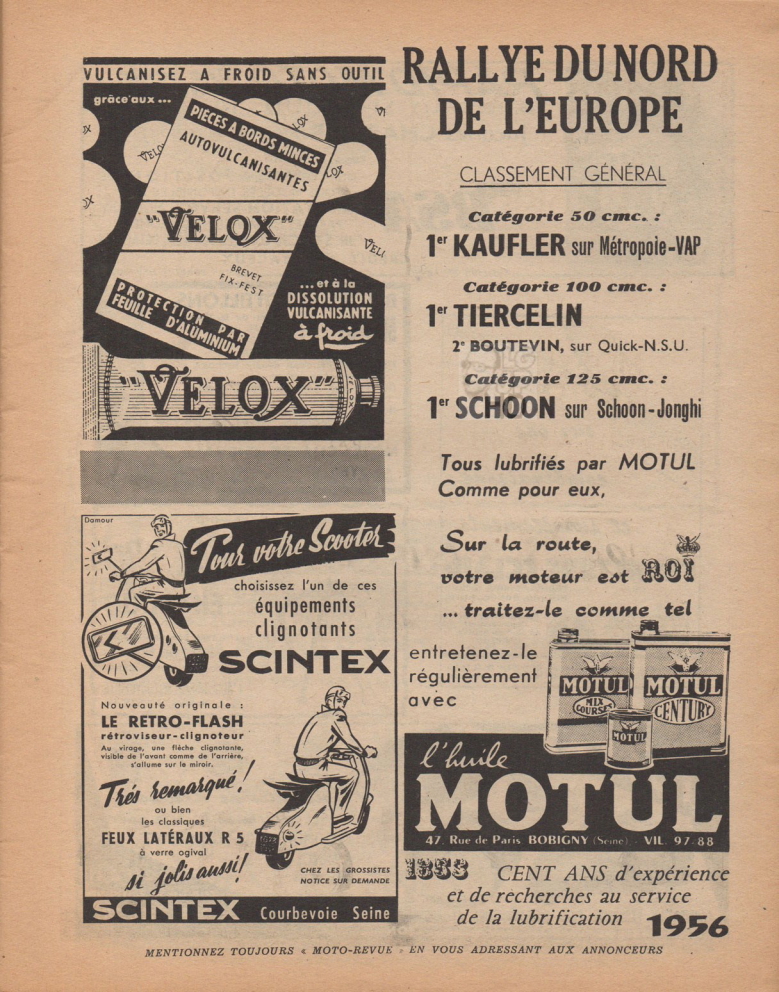 VULCANISEZ A FROID SANS OUTIL
grâce aux ...
PIÈCES A BORDS MINCES
AUTOVULCANISANTES
"VELOX"
BREVET
FIX-FEST
PROTECTION PAR
FEUILLE D'ALUMINIUM
... et à la
DISSOLUTION
VULCANISANTE
à froid
"VELOX"
Damour
Pour votre Scooter
choisissez l'un de ces
équipements
clignotants
SCINTEX
Nouveauté originale :
LE RETRO-FLASH
rétroviseur-clignoteur
Au virage, une flèche clignotante,
visible de l'avant comme de l'arrière,
s'allume sur le miroir.
Trés remarqué !
ou bien
les classiques
FEUX LATÉRAUX R 5
à verre ogival
si jolis aussi !
CHEZ LES GROSSISTES
NOTICE SUR DEMANDE
SCINTEX Courbevoie Seine
RALLYE DU NORD
DE L'EUROPE
CLASSEMENT GÉNÉRAL
Catégorie 50 cmc. :
1er KAUFLER sur Métropoie-VAP
Catégorie 100 cmc. :
1er TIERCELIN
2e BOUTEVIN, sur Quick-N.S.U.
Catégorie 125 cmc. :
1er SCHOON sur Schoon-Jonghi
Tous lubrifiés par MOTUL
Comme pour eux,
Sur la route,
votre moteur est ROI
... traitez-le comme tel
entretenez-le
régulièrement
avec
MOTUL
MIX
COURSES
MOTUL
CENTURY
MOTUL
l'huile
MOTUL
47, Rue de Paris BOBIGNY (Seine) - VIL. 97-88
1853 CENT ANS d'expérience
et de recherches au service
de la lubrification 1956
MENTIONNEZ TOUJOURS « MOTO-REVUE » EN VOUS ADRESSANT AUX ANNONCEURS